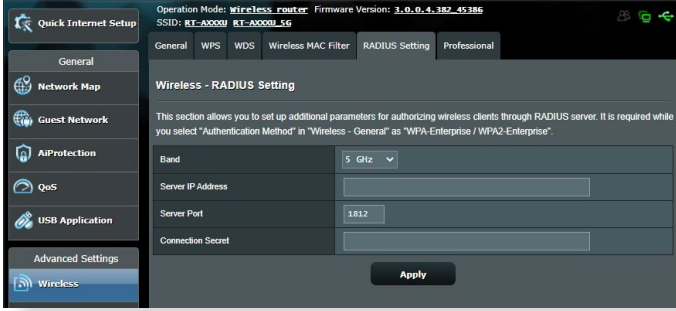 Quick Internet Setup
Operation Mode: Wireless router Firmware Version: 3.0.0.4.382_45386
SSID: RT-AXXXU RT-AXXXU_5G
General WPS WDS Wireless MAC Filter RADIUS Setting Professional
General
Network Map
Guest Network
AiProtection
QoS
USB Application
Advanced Settings
Wireless
Wireless - RADIUS Setting
This section allows you to set up additional parameters for authorizing wireless clients through RADIUS server. It is required while
you select "Authentication Method" in "Wireless - General" as "WPA-Enterprise / WPA2-Enterprise".
Band 5 GHz
Server IP Address
Server Port 1812
Connection Secret
Apply